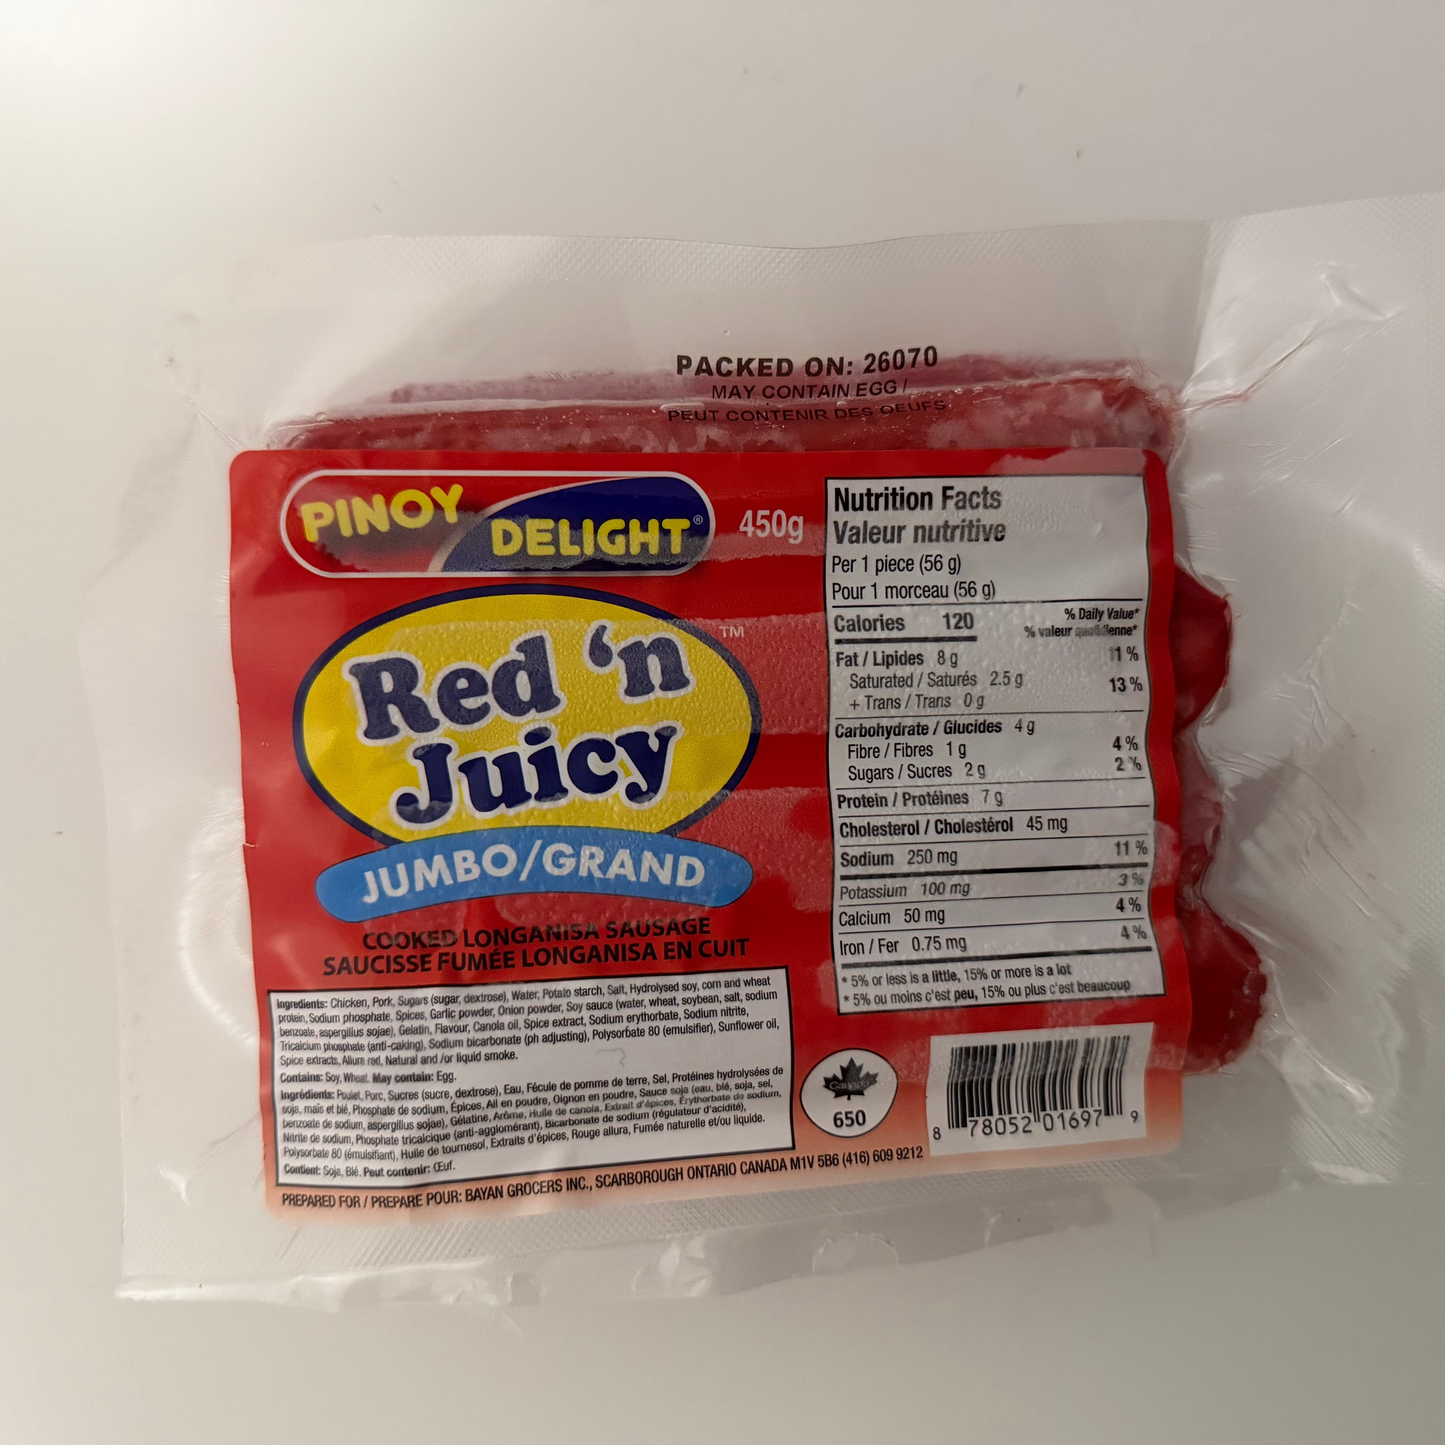 PACKED ON: 26070
MAY CONTAIN EGG /
PEUT CONTENIR DES OEUFS
PINOY
DELIGHT®
450g
Red 'n
Juicy
TM
JUMBO/GRAND
COOKED LONGANISA SAUSAGE
SAUCISSE FUMÉE LONGANISA EN CUIT
Ingredients: Chicken, Pork, Sugars (sugar, dextrose), Water, Potato starch, Salt, Hydrolysed soy, corn and wheat
protein, Sodium phosphate, Spices, Garlic powder, Onion powder, Soy sauce (water, wheat, soybean, salt, sodium
benzoate, aspergillus sojae), Gelatin, Flavour, Canola oil, Spice extract, Sodium erythorbate, Sodium nitrite,
Tricalcium phosphate (anti-caking), Sodium bicarbonate (ph adjusting), Polysorbate 80 (emulsifier), Sunflower oil,
Spice extracts, Allure red, Natural and /or liquid smoke.
Contains: Soy, Wheat. May contain: Egg.
Ingrédients: Poulet, Porc, Sucres (sucre, dextrose), Eau, Fécule de pomme de terre, Sel, Protéines hydrolysées de
soja, maïs et blé, Phosphate de sodium, Épices, Ail en poudre, Oignon en poudre, Sauce soja (eau, blé, soja, sel,
benzoate de sodium, aspergillus sojae), Gélatine, Arôme, Huile de canola, Extrait d'épices, Érythorbate de sodium,
Nitrite de sodium, Phosphate tricalcique (anti-agglomérant), Bicarbonate de sodium (régulateur d'acidité),
Polysorbate 80 (émulsifiant), Huile de tournesol, Extraits d'épices, Rouge allura, Fumée naturelle et/ou liquide.
Contient: Soja, Blé. Peut contenir: Œuf.
PREPARED FOR / PREPARE POUR: BAYAN GROCERS INC., SCARBOROUGH ONTARIO CANADA M1V 5B6 (416) 609 9212
Nutrition Facts
Valeur nutritive
Per 1 piece (56 g)
Pour 1 morceau (56 g)
Calories 120
% Daily Value*
% valeur quotidienne*
Fat / Lipides 8 g 11 %
Saturated / Saturés 2.5 g
+ Trans / Trans 0 g 13 %
Carbohydrate / Glucides 4 g
Fibre / Fibres 1 g 4 %
Sugars / Sucres 2 g 2 %
Protein / Protéines 7 g
Cholesterol / Cholestérol 45 mg
Sodium 250 mg 11 %
Potassium 100 mg 3 %
Calcium 50 mg 4 %
Iron / Fer 0.75 mg 4 %
* 5% or less is a little, 15% or more is a lot
* 5% ou moins c'est peu, 15% ou plus c'est beaucoup
Canada
650
8 78052 01697 9